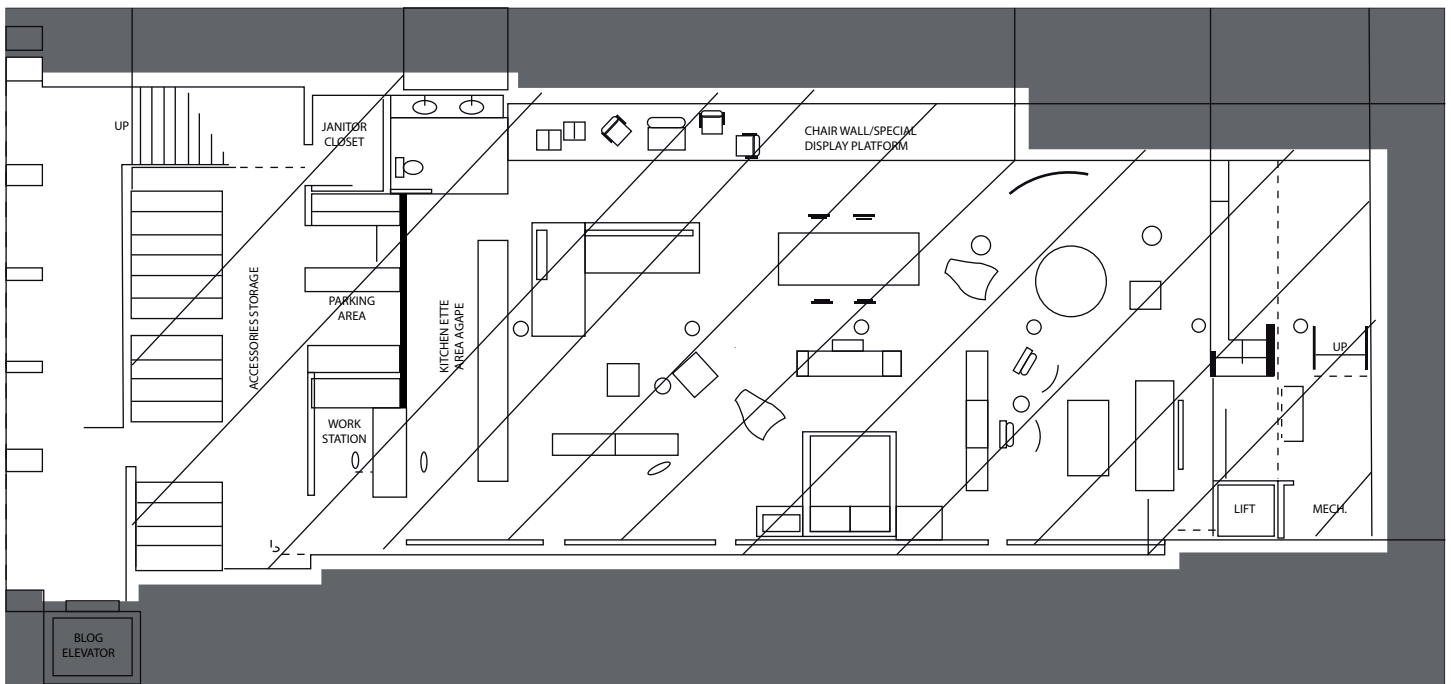 UP
JANITOR
CLOSET
CHAIR WALL/SPECIAL
DISPLAY PLATFORM
ACCESSORIES STORAGE
PARKING
AREA
KITCHEN ETTE
AREA AGAPE
WORK
STATION
UP
LIFT
MECH.
BLOG
ELEVATOR